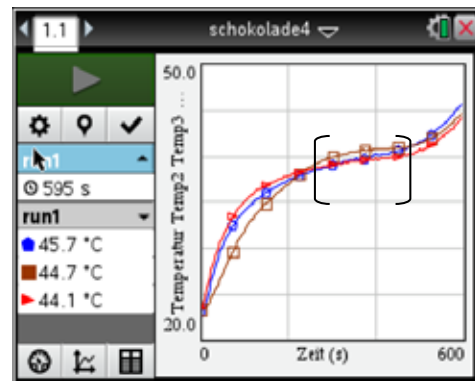 1.1
schokolade4
run1
595 s
run1
45.7 °C
44.7 °C
44.1 °C
50.0
Temperatur Temp2 Temp3 ...
20.0
0
Zeit (s)
600